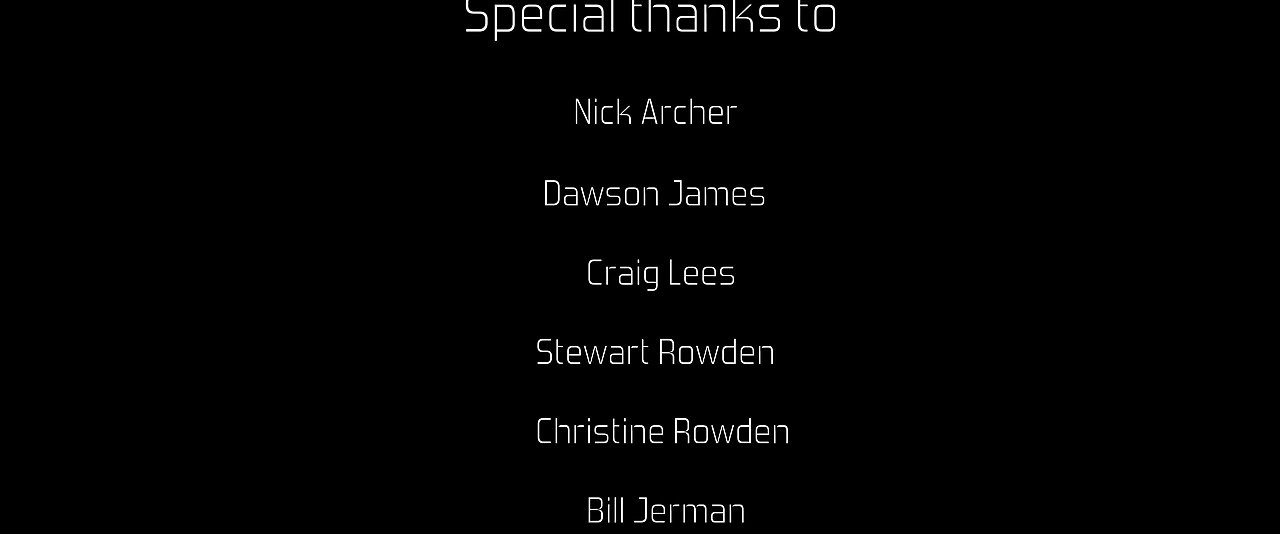 Special thanks to
Nick Archer
Dawson James
Craig Lees
Stewart Rowden
Christine Rowden
Bill Jerman